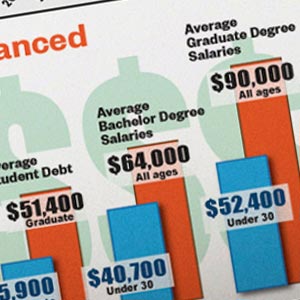 anced
Average
Graduate Degree
Salaries
$90,000
All ages
Average
Bachelor Degree
Salaries
$64,000
All ages
verage
tudent Debt
$51,400
Graduate
$52,400
Under 30
$40,700
Under 30
5,900